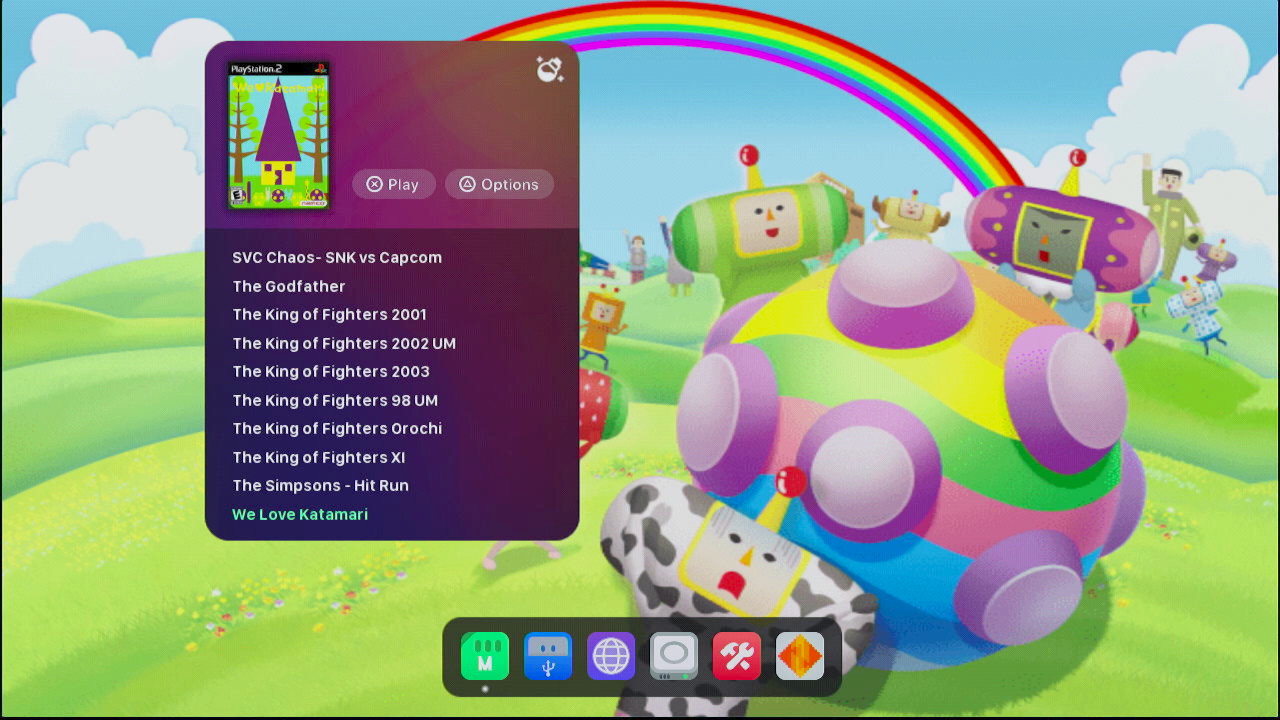 PlayStation.2
We♥Katamari
E
namco
Play
Options
SVC Chaos- SNK vs Capcom
The Godfather
The King of Fighters 2001
The King of Fighters 2002 UM
The King of Fighters 2003
The King of Fighters 98 UM
The King of Fighters Orochi
The King of Fighters XI
The Simpsons - Hit Run
We Love Katamari
M